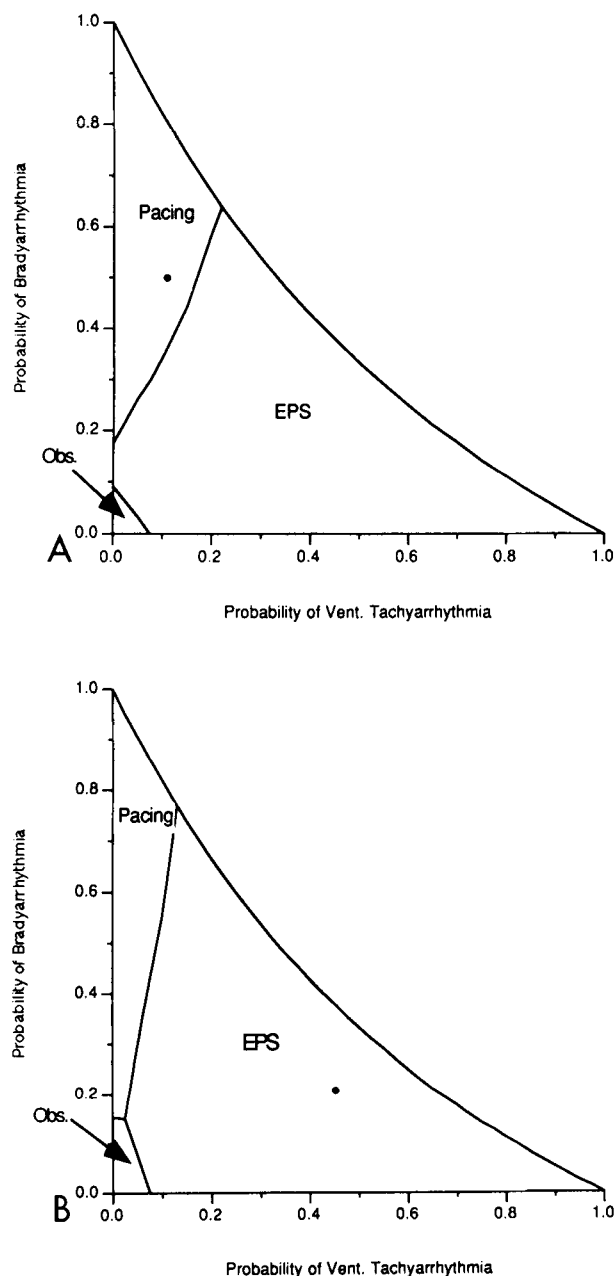 1.0
0.8
Pacing
0.6
Probability of Bradyarrhythmia
0.4
EPS
0.2
Obs.
0.0
A
0.0 0.2 0.4 0.6 0.8 1.0
Probability of Vent. Tachyarrhythmia
1.0
0.8
Pacing
0.6
Probability of Bradyarrhythmia
0.4
EPS
0.2
Obs.
0.0
B
0.0 0.2 0.4 0.6 0.8 1.0
Probability of Vent. Tachyarrhythmia